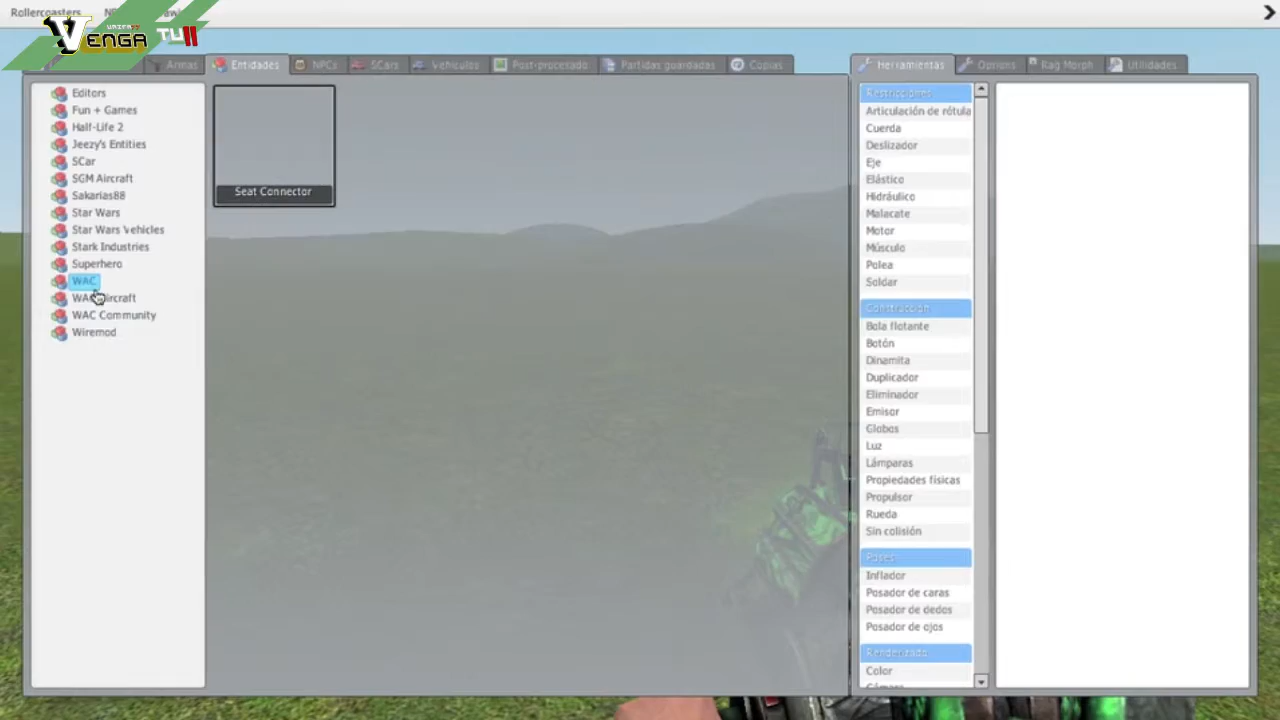 Rollercoasters
UNIÓN
VENGA TU11
Armas
Entidades
NPCs
SCars
Vehículos
Post-procesado
Partidas guardadas
Copias
Herramientas
Options
Rag Morph
Utilidades
Editors
Fun + Games
Half-Life 2
Jeezy's Entities
SCar
SGM Aircraft
Sakarias88
Star Wars
Star Wars Vehicles
Stark Industries
Superhero
WAC
WAC Aircraft
WAC Community
Wiremod
Seat Connector
Restricciones
Articulación de rótula
Cuerda
Deslizador
Eje
Elástico
Hidráulico
Malacate
Motor
Músculo
Polea
Soldar
Construcción
Bola flotante
Botón
Dinamita
Duplicador
Eliminador
Emisor
Globos
Luz
Lámparas
Propiedades físicas
Propulsor
Rueda
Sin colisión
Poses
Inflador
Posador de caras
Posador de dedos
Posador de ojos
Renderizado
Color
Cámara